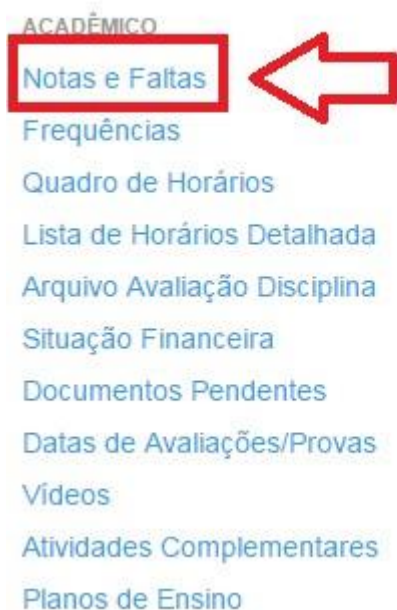 ACADÊMICO
Notas e Faltas
Frequências
Quadro de Horários
Lista de Horários Detalhada
Arquivo Avaliação Disciplina
Situação Financeira
Documentos Pendentes
Datas de Avaliações/Provas
Vídeos
Atividades Complementares
Planos de Ensino